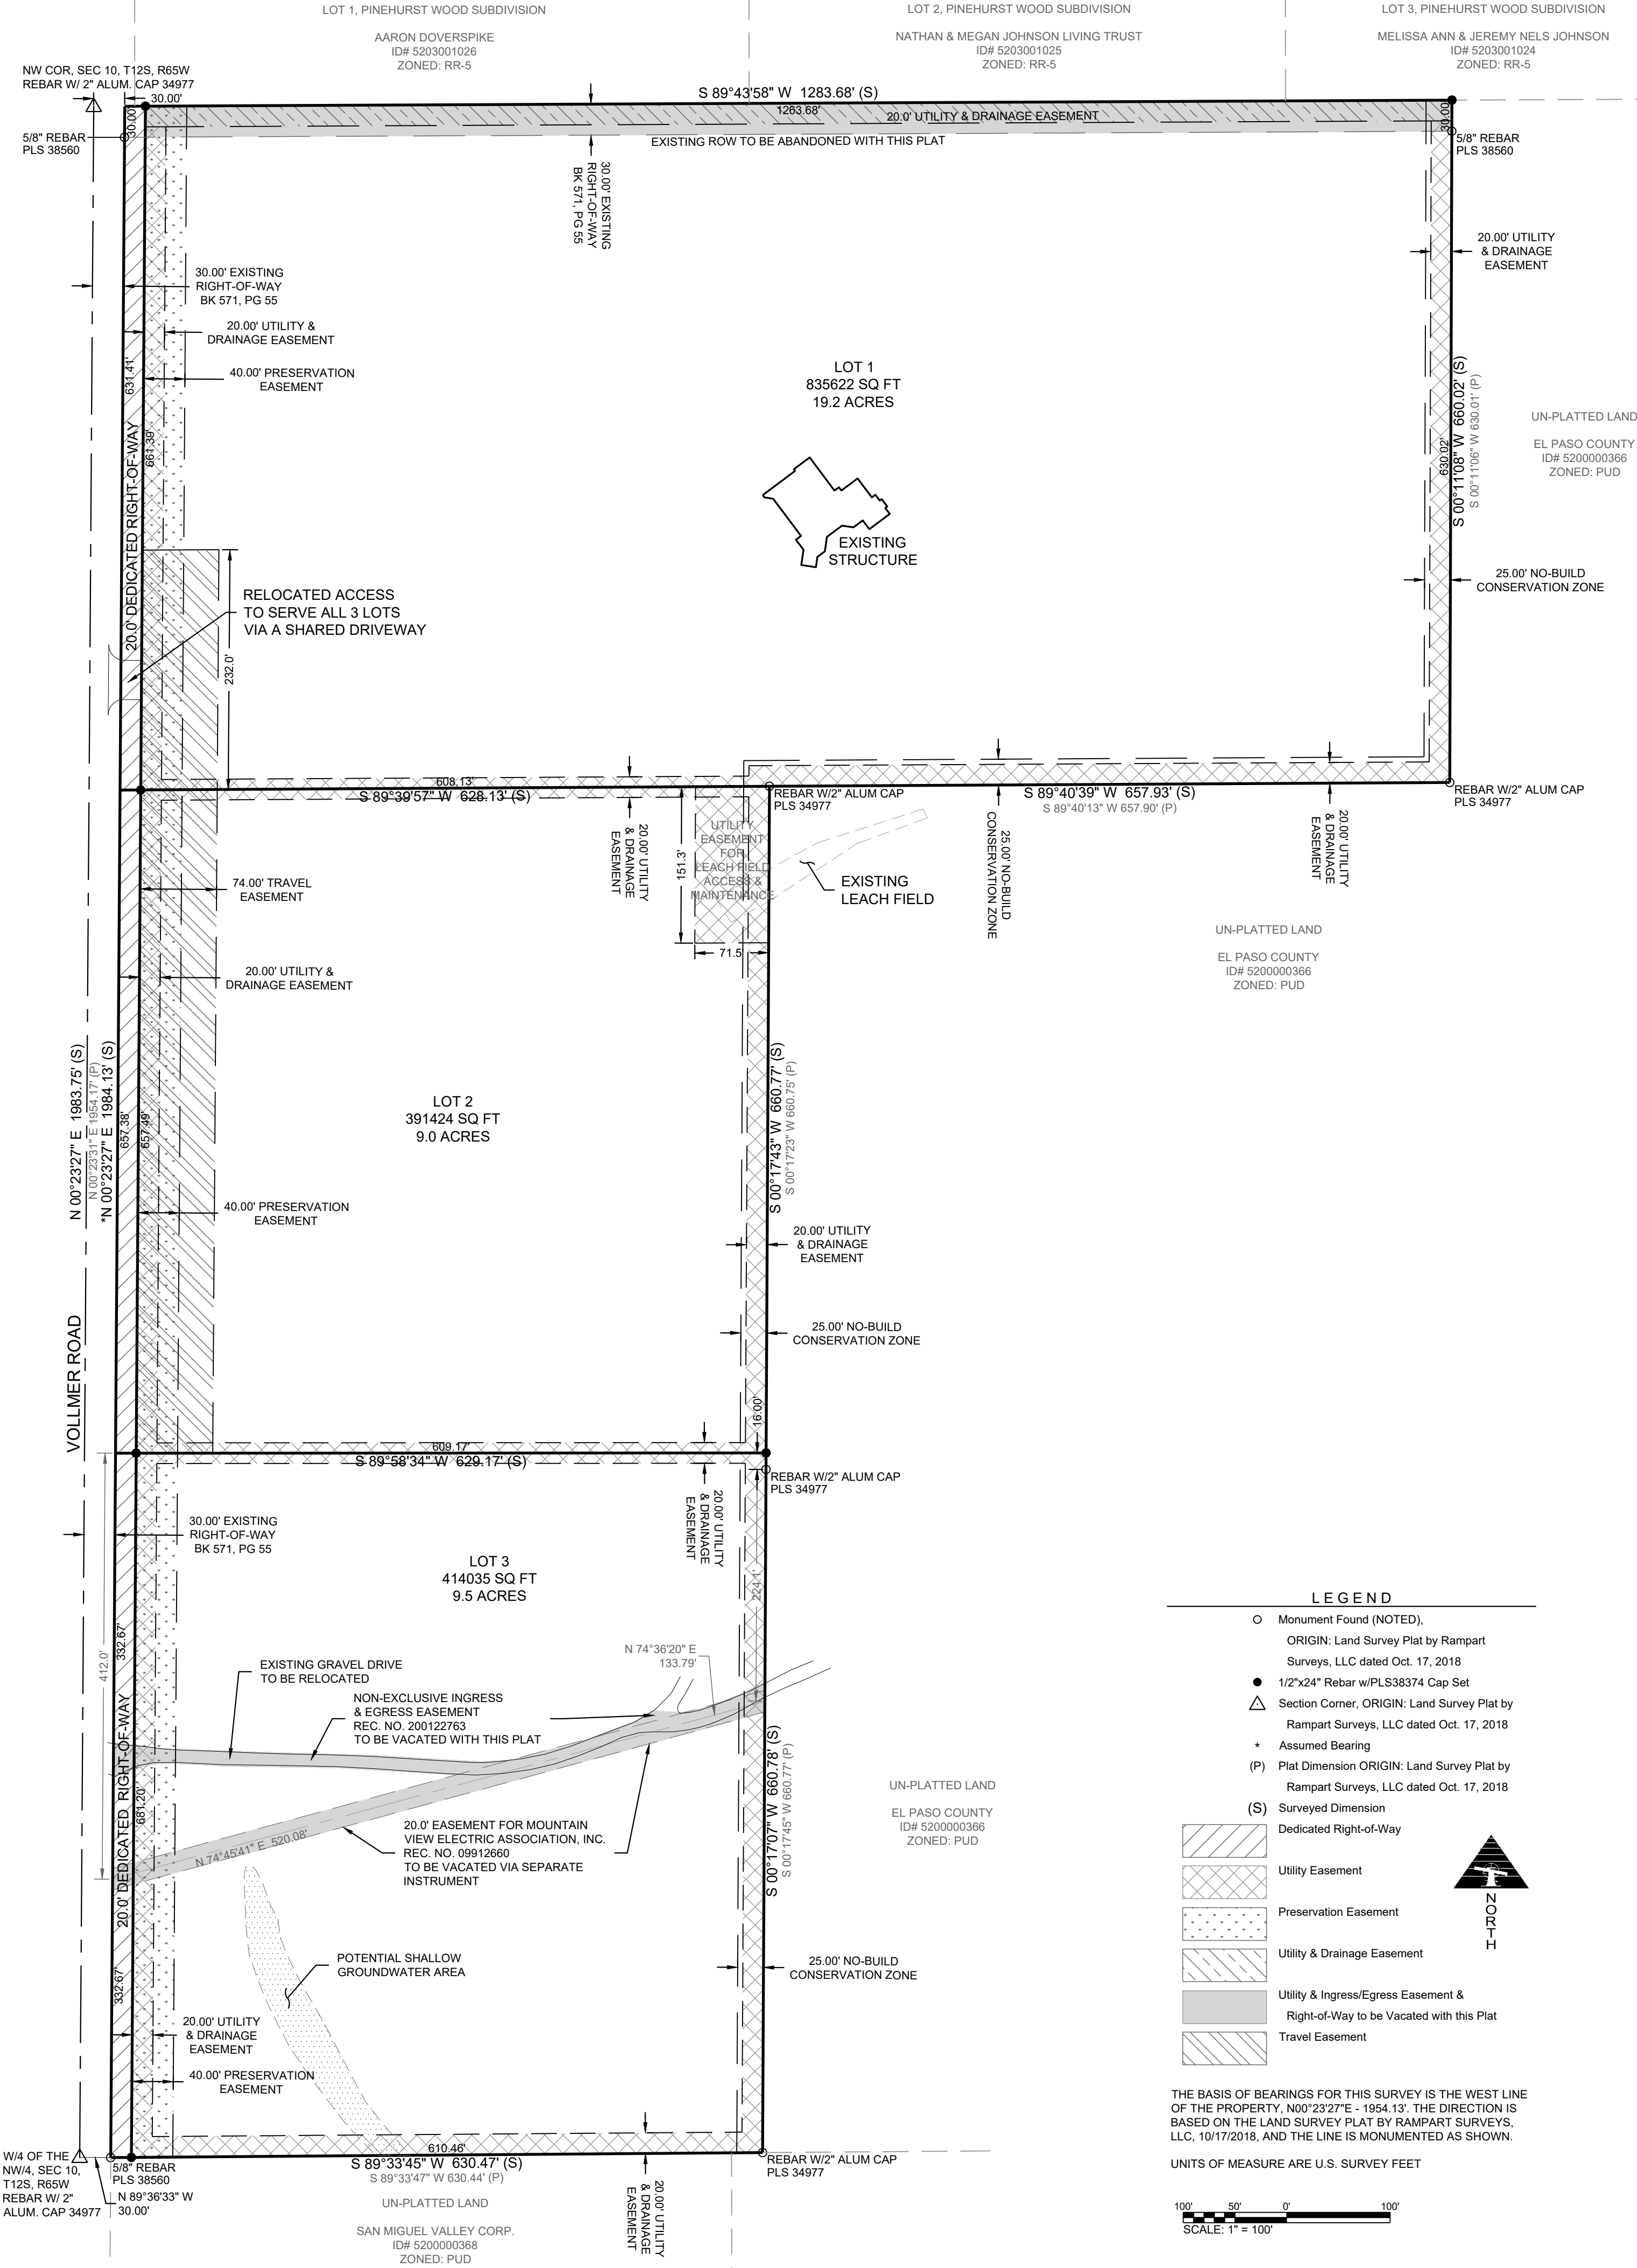 LOT 1, PINEHURST WOOD SUBDIVISION
AARON DOVERSPIKE
ID# 5203001026
ZONED: RR-5
LOT 2, PINEHURST WOOD SUBDIVISION
NATHAN & MEGAN JOHNSON LIVING TRUST
ID# 5203001025
ZONED: RR-5
LOT 3, PINEHURST WOOD SUBDIVISION
MELISSA ANN & JEREMY NELS JOHNSON
ID# 5203001024
ZONED: RR-5
NW COR, SEC 10, T12S, R65W
REBAR W/ 2" ALUM. CAP 34977
30.00'
30.00'
5/8" REBAR
PLS 38560
S 89°43'58" W 1283.68' (S)
1263.68'
20.0' UTILITY & DRAINAGE EASEMENT
EXISTING ROW TO BE ABANDONED WITH THIS PLAT
30.00'
5/8" REBAR
PLS 38560
30.00' EXISTING
RIGHT-OF-WAY
BK 571, PG 55
20.00' UTILITY
& DRAINAGE
EASEMENT
30.00' EXISTING
RIGHT-OF-WAY
BK 571, PG 55
20.00' UTILITY &
DRAINAGE EASEMENT
40.00' PRESERVATION
EASEMENT
631.41'
661.39'
20.0' DEDICATED RIGHT-OF-WAY
LOT 1
835622 SQ FT
19.2 ACRES
EXISTING
STRUCTURE
S 00°11'08" W 660.02' (S)
S 00°11'06" W 630.01' (P)
630.02'
UN-PLATTED LAND
EL PASO COUNTY
ID# 5200000366
ZONED: PUD
25.00' NO-BUILD
CONSERVATION ZONE
RELOCATED ACCESS
TO SERVE ALL 3 LOTS
VIA A SHARED DRIVEWAY
232.0'
608.13'
S 89°39'57" W 628.13' (S)
REBAR W/2" ALUM CAP
PLS 34977
S 89°40'39" W 657.93' (S)
S 89°40'13" W 657.90' (P)
REBAR W/2" ALUM CAP
PLS 34977
20.00' UTILITY
& DRAINAGE
EASEMENT
151.3'
UTILITY
EASEMENT
FOR
LEACH FIELD
ACCESS &
MAINTENANCE
71.5'
EXISTING
LEACH FIELD
25.00' NO-BUILD
CONSERVATION ZONE
20.00' UTILITY
& DRAINAGE
EASEMENT
74.00' TRAVEL
EASEMENT
20.00' UTILITY &
DRAINAGE EASEMENT
UN-PLATTED LAND
EL PASO COUNTY
ID# 5200000366
ZONED: PUD
N 00°23'27" E 1983.75' (S)
N 00°23'31" E 1954.17' (P)
*N 00°23'27" E 1984.13' (S)
657.38'
657.49'
LOT 2
391424 SQ FT
9.0 ACRES
S 00°17'43" W 660.77' (S)
S 00°17'23" W 660.75' (P)
40.00' PRESERVATION
EASEMENT
20.00' UTILITY
& DRAINAGE
EASEMENT
25.00' NO-BUILD
CONSERVATION ZONE
VOLLMER ROAD
16.00'
609.17'
S 89°58'34" W 629.17' (S)
REBAR W/2" ALUM CAP
PLS 34977
20.00' UTILITY
& DRAINAGE
EASEMENT
30.00' EXISTING
RIGHT-OF-WAY
BK 571, PG 55
LOT 3
414035 SQ FT
9.5 ACRES
224.1'
412.0'
332.67'
N 74°36'20" E
133.79'
EXISTING GRAVEL DRIVE
TO BE RELOCATED
NON-EXCLUSIVE INGRESS
& EGRESS EASEMENT
REC. NO. 200122763
TO BE VACATED WITH THIS PLAT
20.0' DEDICATED RIGHT-OF-WAY
681.20'
N 74°45'41" E 520.08'
20.0' EASEMENT FOR MOUNTAIN
VIEW ELECTRIC ASSOCIATION, INC.
REC. NO. 09912660
TO BE VACATED VIA SEPARATE
INSTRUMENT
S 00°17'07" W 660.78' (S)
S 00°17'45" W 660.77' (P)
UN-PLATTED LAND
EL PASO COUNTY
ID# 5200000366
ZONED: PUD
POTENTIAL SHALLOW
GROUNDWATER AREA
25.00' NO-BUILD
CONSERVATION ZONE
332.67'
20.00' UTILITY
& DRAINAGE
EASEMENT
40.00' PRESERVATION
EASEMENT
W/4 OF THE
NW/4, SEC 10,
T12S, R65W
REBAR W/ 2"
ALUM. CAP 34977
5/8" REBAR
PLS 38560
N 89°36'33" W
30.00'
610.46'
S 89°33'45" W 630.47' (S)
S 89°33'47" W 630.44' (P)
REBAR W/2" ALUM CAP
PLS 34977
20.00' UTILITY
& DRAINAGE
EASEMENT
UN-PLATTED LAND
SAN MIGUEL VALLEY CORP.
ID# 5200000368
ZONED: PUD
LEGEND
Monument Found (NOTED),
ORIGIN: Land Survey Plat by Rampart
Surveys, LLC dated Oct. 17, 2018
1/2"x24" Rebar w/PLS38374 Cap Set
Section Corner, ORIGIN: Land Survey Plat by
Rampart Surveys, LLC dated Oct. 17, 2018
* Assumed Bearing
(P) Plat Dimension ORIGIN: Land Survey Plat by
Rampart Surveys, LLC dated Oct. 17, 2018
(S) Surveyed Dimension
Dedicated Right-of-Way
Utility Easement
Preservation Easement
Utility & Drainage Easement
Utility & Ingress/Egress Easement &
Right-of-Way to be Vacated with this Plat
Travel Easement
NORTH
THE BASIS OF BEARINGS FOR THIS SURVEY IS THE WEST LINE
OF THE PROPERTY, N00°23'27"E - 1954.13'. THE DIRECTION IS
BASED ON THE LAND SURVEY PLAT BY RAMPART SURVEYS,
LLC, 10/17/2018, AND THE LINE IS MONUMENTED AS SHOWN.
UNITS OF MEASURE ARE U.S. SURVEY FEET
100' 50' 0' 100'
SCALE: 1" = 100'